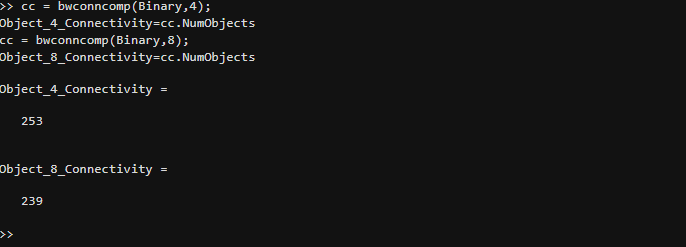 >> cc = bwconncomp(Binary,4);
Object_4_Connectivity=cc.NumObjects
cc = bwconncomp(Binary,8);
Object_8_Connectivity=cc.NumObjects
Object_4_Connectivity =
253
Object_8_Connectivity =
239
>>